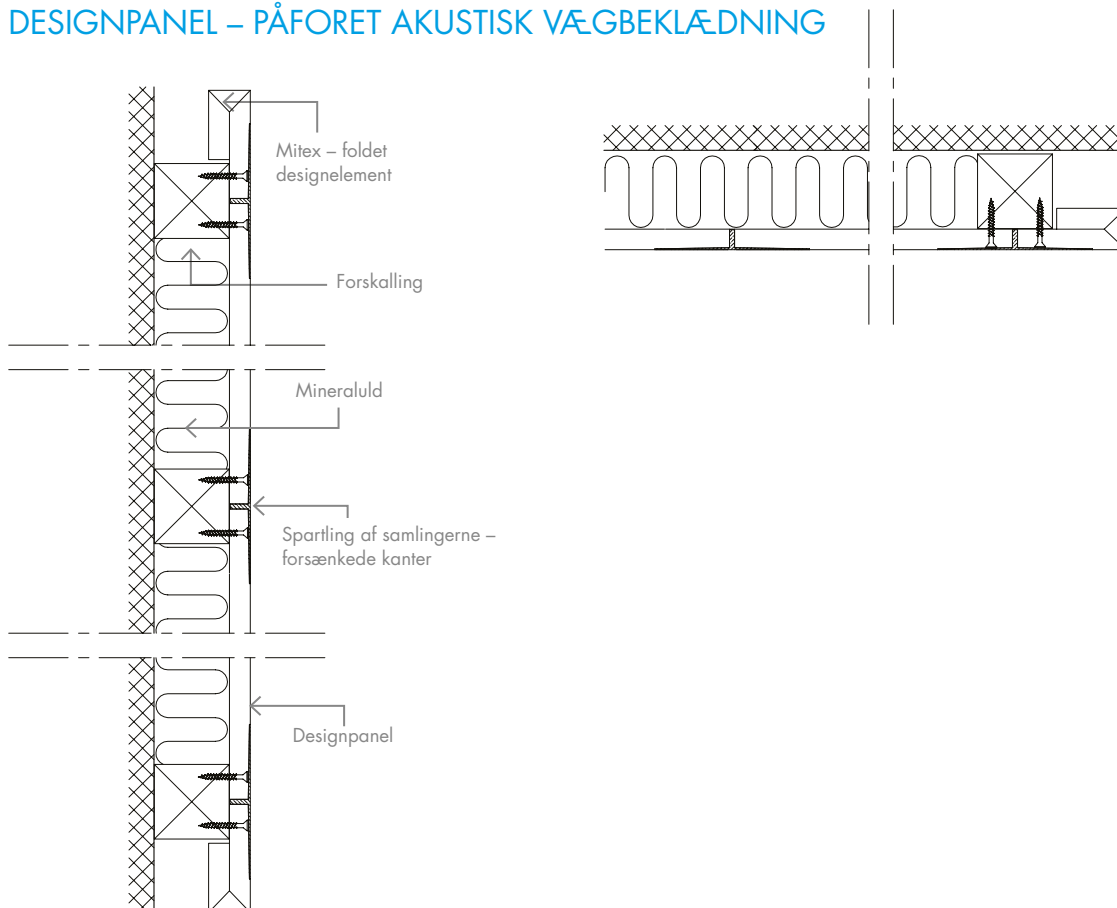 DESIGNPANEL – PÅFORET AKUSTISK VÆGBEKLÆDNING
Mitex – foldet
designelement
Forskalling
Mineraluld
Spartling af samlingerne –
forsænkede kanter
Designpanel